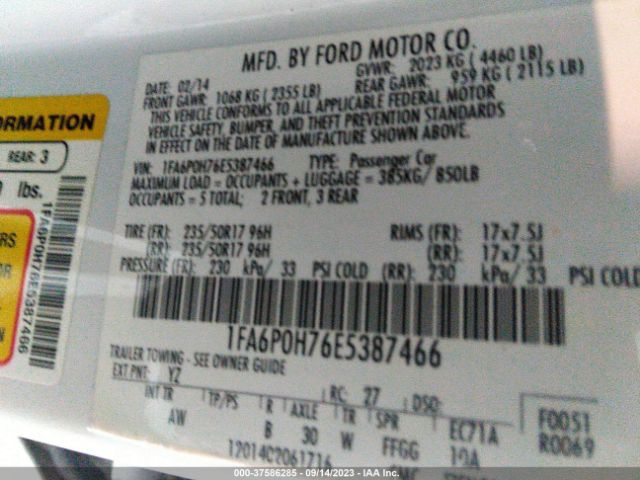 MFD. BY FORD MOTOR CO.
DATE: 02/14 GVWR: 2023 KG ( 4460 LB)
FRONT GAWR: 1068 KG ( 2355 LB) REAR GAWR: 959 KG ( 2115 LB)
THIS VEHICLE CONFORMS TO ALL APPLICABLE FEDERAL MOTOR
VEHICLE SAFETY, BUMPER, AND THEFT PREVENTION STANDARDS
IN EFFECT ON THE DATE OF MANUFACTURE SHOWN ABOVE.
VIN: 1FA6P0H76E5387466 TYPE: Passenger Car
MAXIMUM LOAD = OCCUPANTS + LUGGAGE = 385KG/ 850LB
OCCUPANTS = 5 TOTAL; 2 FRONT, 3 REAR
TIRE (FR): 235/50R17 96H RIMS (FR): 17x7.5J
(RR): 235/50R17 96H (RR): 17x7.5J
PRESSURE (FR): 230 kPa/ 33 PSI COLD (RR): 230 kPa/ 33 PSI COLD
1FA6P0H76E5387466
TRAILER TOWING - SEE OWNER GUIDE
EXT PNT: YZ RC: 27 DSO:
INT TR TP/PS R AXLE TR SPR EC71A F0051
AW B 30 W FFGG 10A R0069
12014C2061716
ORMATION
REAR: 3
lbs.
RS
OR
N
1FA6P0H76E5387466
000-37586285 - 09/14/2023 - IAA Inc.